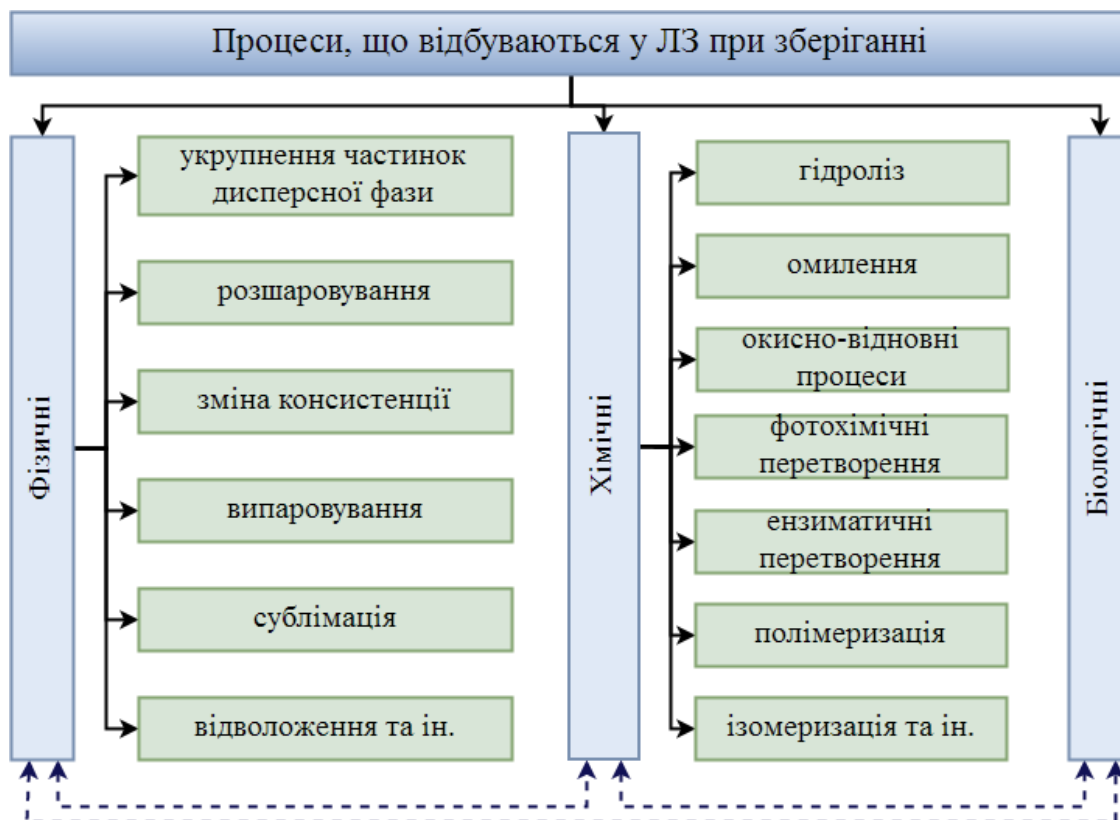 Процеси, що відбуваються у ЛЗ при зберіганні
Фізичні
укрупнення частинок
дисперсної фази
розшаровування
зміна консистенції
випаровування
сублімація
відволоження та ін.
Хімічні
гідроліз
омилення
окисно-відновні
процеси
фотохімічні
перетворення
ензиматичні
перетворення
полімеризація
ізомеризація та ін.
Біологічні